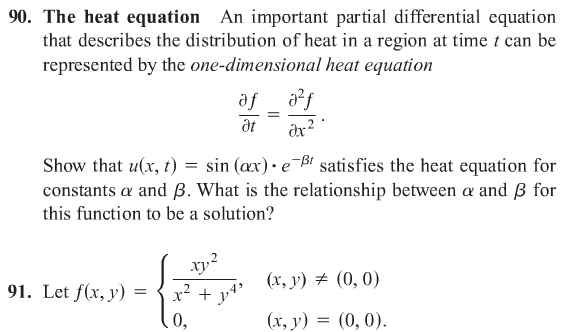 90. The heat equation An important partial differential equation
that describes the distribution of heat in a region at time t can be
represented by the one-dimensional heat equation
∂f/∂t = ∂²f/∂x².
Show that u(x, t) = sin (αx) · e^(−βt) satisfies the heat equation for
constants α and β. What is the relationship between α and β for
this function to be a solution?
91. Let f(x, y) = { xy²/(x² + y⁴), (x, y) ≠ (0, 0)
0, (x, y) = (0, 0).